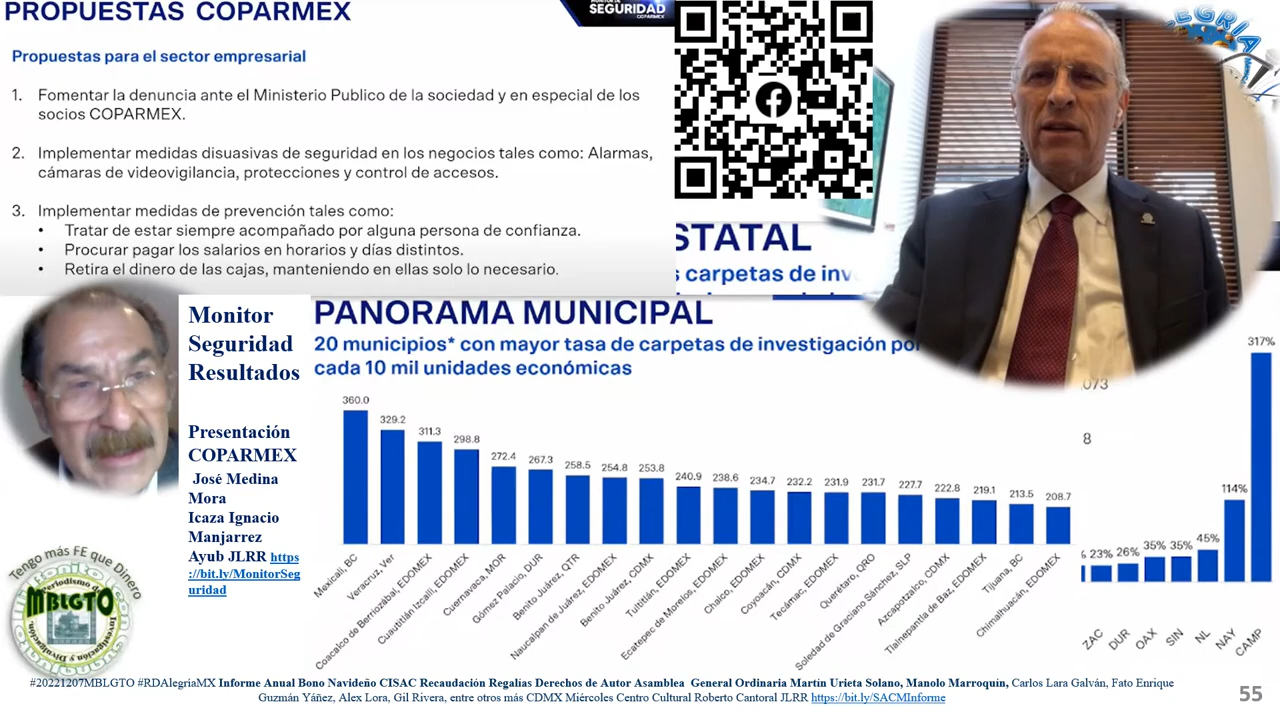 PROPUESTAS COPARMEX
SEGURIDAD
COPARMEX
Propuestas para el sector empresarial
1. Fomentar la denuncia ante el Ministerio Publico de la sociedad y en especial de los
socios COPARMEX.
2. Implementar medidas disuasivas de seguridad en los negocios tales como: Alarmas,
cámaras de videovigilancia, protecciones y control de accesos.
3. Implementar medidas de prevención tales como:
• Tratar de estar siempre acompañado por alguna persona de confianza.
• Procurar pagar los salarios en horarios y días distintos.
• Retira el dinero de las cajas, manteniendo en ellas solo lo necesario.
STATAL
carpetas de inv
Monitor
Seguridad
Resultados
Presentación
COPARMEX
José Medina
Mora
Icaza Ignacio
Manjarrez
Ayub JLRR https
://bit.ly/MonitorSeg
uridad
PANORAMA MUNICIPAL
20 municipios* con mayor tasa de carpetas de investigación por
cada 10 mil unidades económicas
360.0
329.2
311.3
298.8
272.4
267.3
258.5
254.8
253.8
240.9
238.6
234.7
232.2
231.9
231.7
227.7
222.8
219.1
213.5
208.7
Mexicali, BC
Veracruz, Ver
Coacalco de Berriozábal, EDOMEX
Cuautitlán Izcalli, EDOMEX
Cuernavaca, MOR
Gómez Palacio, DUR
Benito Juárez, QTR
Naucalpan de Juárez, EDOMEX
Benito Juárez, CDMX
Tultitlán, EDOMEX
Ecatepec de Morelos, EDOMEX
Chalco, EDOMEX
Coyoacan, CDMX
Tecámac, EDOMEX
Querétaro, QRO
Soledad de Graciano Sánchez, SLP
Azcapotzalco, CDMX
Tlalnepantla de Baz, EDOMEX
Tijuana, BC
Chimalhuacán, EDOMEX
,073
8
23%
26%
35%
35%
45%
114%
317%
ZAC
DUR
OAX
SIN
NL
NAY
CAMP
Tengo más FE que Dinero
Periodismo de
MBLGTO
Investigación y Divulgación.
#20221207MBLGTO #RDAlegriaMX Informe Anual Bono Navideño CISAC Recaudación Regalías Derechos de Autor Asamblea General Ordinaria Martín Urieta Solano, Manolo Marroquín, Carlos Lara Galván, Fato Enrique
Guzmán Yáñez, Alex Lora, Gil Rivera, entre otros más CDMX Miércoles Centro Cultural Roberto Cantoral JLRR https://bit.ly/SACMInforme
55